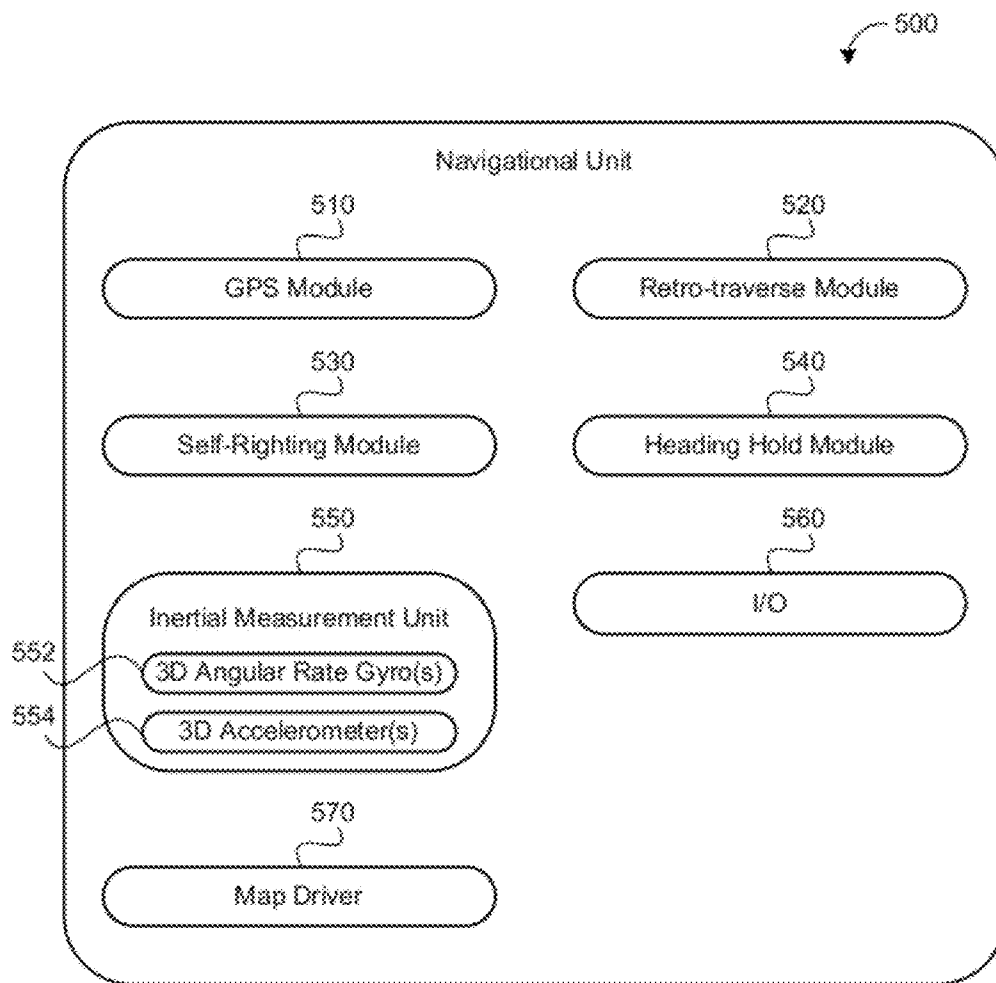 500
Navigational Unit
510
520
GPS Module
Retro-traverse Module
530
540
Self-Righting Module
Heading Hold Module
550
560
Inertial Measurement Unit
I/O
552
3D Angular Rate Gyro(s)
554
3D Accelerometer(s)
570
Map Driver